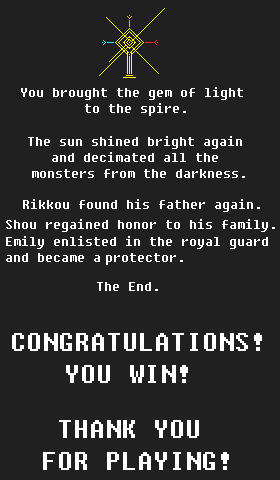 You brought the gem of light
to the spire.
The sun shined bright again
and decimated all the
monsters from the darkness.
Rikkou found his father again.
Shou regained honor to his family.
Emily enlisted in the royal guard
and became a protector.
The End.
CONGRATULATIONS!
YOU WIN!
THANK YOU
FOR PLAYING!